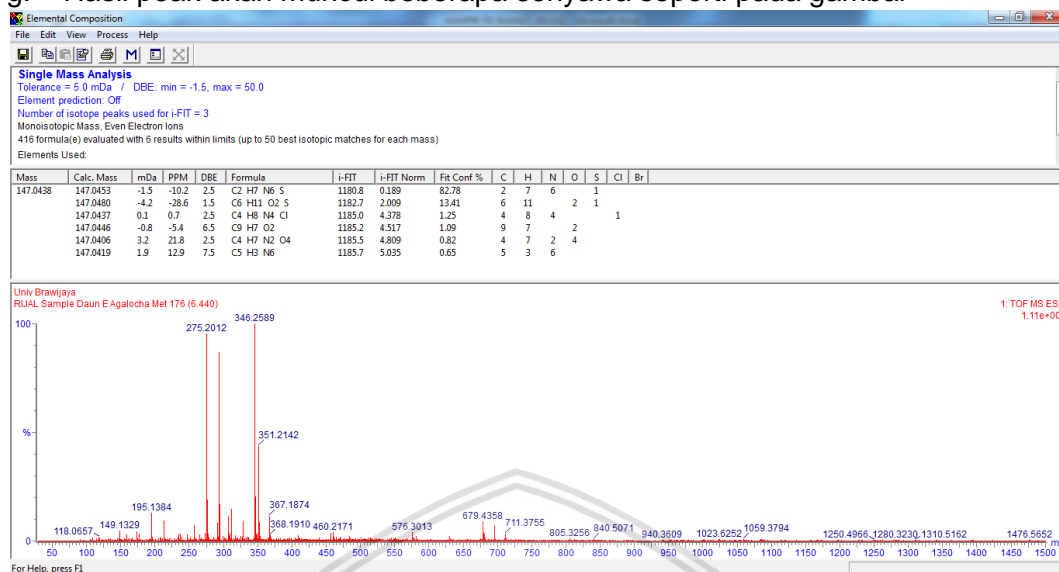 g. Hasil peak akan muncul beberapa senyawa seperti pada gambar
Elemental Composition
File Edit View Process Help
Single Mass Analysis
Tolerance = 5.0 mDa / DBE: min = -1.5, max = 50.0
Element prediction: Off
Number of isotope peaks used for i-FIT = 3
Monoisotopic Mass, Even Electron Ions
416 formula(e) evaluated with 6 results within limits (up to 50 best isotopic matches for each mass)
Elements Used:
Mass Calc. Mass mDa PPM DBE Formula i-FIT i-FIT Norm Fit Conf % C H N O S Cl Br
147.0438 147.0453 -1.5 -10.2 2.5 C2 H7 N6 S 1180.8 0.189 82.78 2 7 6 1
147.0480 -4.2 -28.6 1.5 C6 H11 O2 S 1182.7 2.009 13.41 6 11 2 1
147.0437 0.1 0.7 2.5 C4 H8 N4 Cl 1185.0 4.378 1.25 4 8 4 1
147.0446 -0.8 -5.4 6.5 C9 H7 O2 1185.2 4.517 1.09 9 7 2
147.0406 3.2 21.8 2.5 C4 H7 N2 O4 1185.5 4.809 0.82 4 7 2 4
147.0419 1.9 12.9 7.5 C5 H3 N6 1185.7 5.035 0.65 5 3 6
Univ Brawijaya
RIJAL Sample Daun E Agalocha Met 176 (6.440)
1: TOF MS ES
1.11e+00
100
%
0
346.2589
275.2012
351.2142
195.1384
367.1874
118.0657
149.1329
368.1910
460.2171
576.3013
679.4358
711.3755
805.3256
840.5071
940.3609
1023.6252
1059.3794
1250.4966
1280.3230
1310.5162
1476.5652
50 100 150 200 250 300 350 400 450 500 550 600 650 700 750 800 850 900 950 1000 1050 1100 1150 1200 1250 1300 1350 1400 1450 1500 m
For Help, press F1